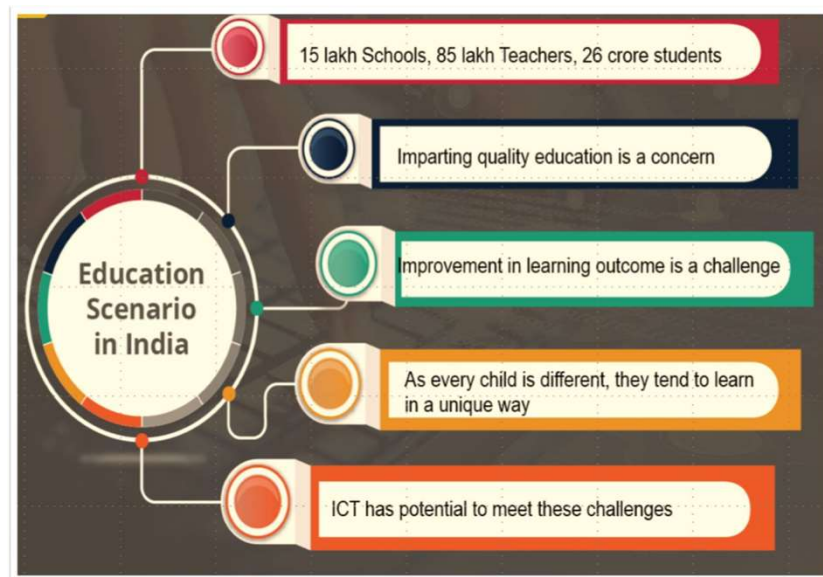 15 lakh Schools, 85 lakh Teachers, 26 crore students
Imparting quality education is a concern
Education
Scenario
in India
Improvement in learning outcome is a challenge
As every child is different, they tend to learn
in a unique way
ICT has potential to meet these challenges